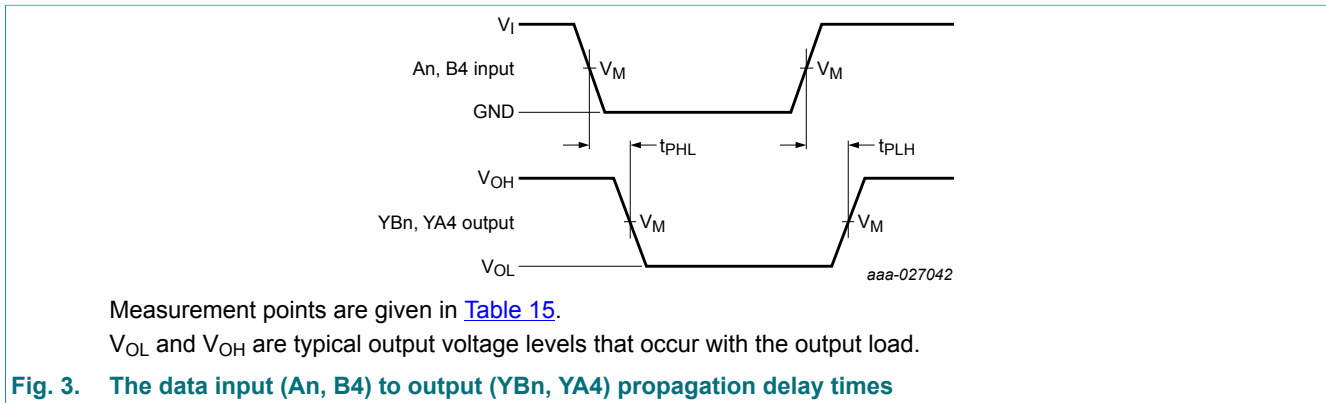 VI
An, B4 input
VM
VM
GND
tPHL
tPLH
VOH
YBn, YA4 output
VM
VM
VOL
aaa-027042
Measurement points are given in Table 15.
VOL and VOH are typical output voltage levels that occur with the output load.
Fig. 3. The data input (An, B4) to output (YBn, YA4) propagation delay times